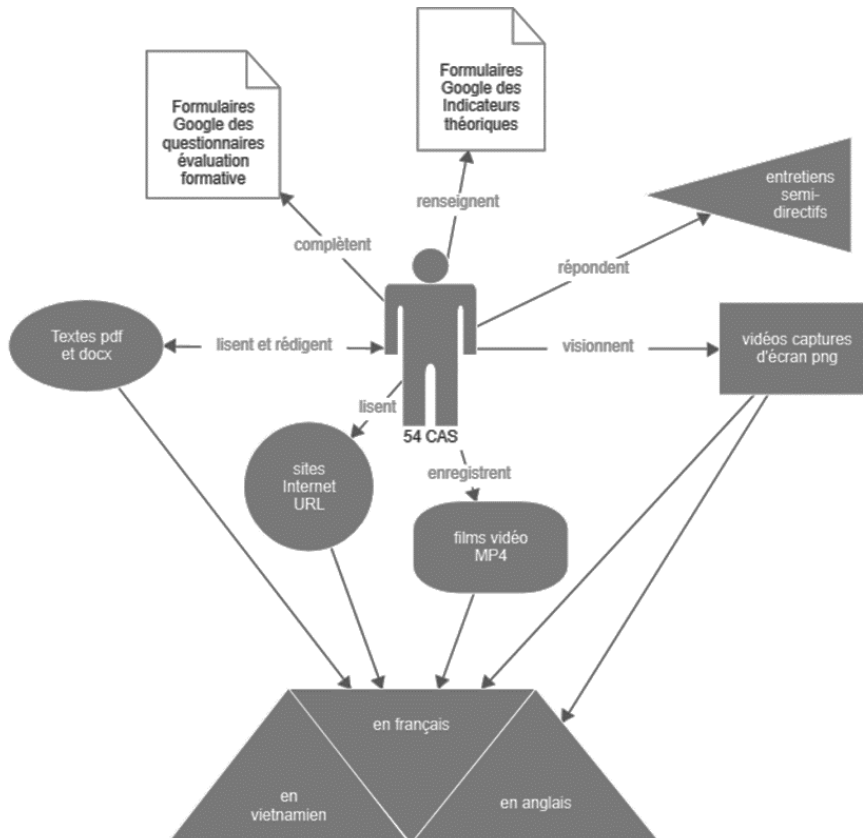 Formulaires
Google des
questionnaires
évaluation
formative
Formulaires
Google des
Indicateurs
théoriques
renseignent
complètent
entretiens
semi-
directifs
répondent
Textes pdf
et docx
lisent et rédigent
visionnent
vidéos captures
d'écran png
lisent
54 CAS
enregistrent
sites
Internet
URL
films vidéo
MP4
en français
en
vietnamien
en anglais